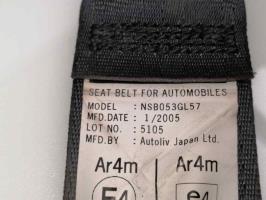 SEAT BELT FOR AUTOMOBILES
MODEL : NSB053GL57
MFD.DATE : 1/2005
LOT NO. : 5105
MFD.BY : Autoliv Japan Ltd.
Ar4m Ar4m
E4 e4